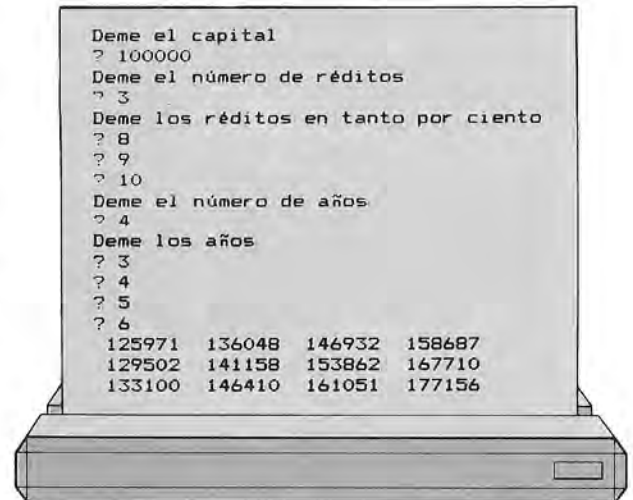 Deme el capital
? 100000
Deme el número de réditos
? 3
Deme los réditos en tanto por ciento
? 8
? 9
? 10
Deme el número de años
? 4
Deme los años
? 3
? 4
? 5
? 6
125971 136048 146932 158687
129502 141158 153862 167710
133100 146410 161051 177156